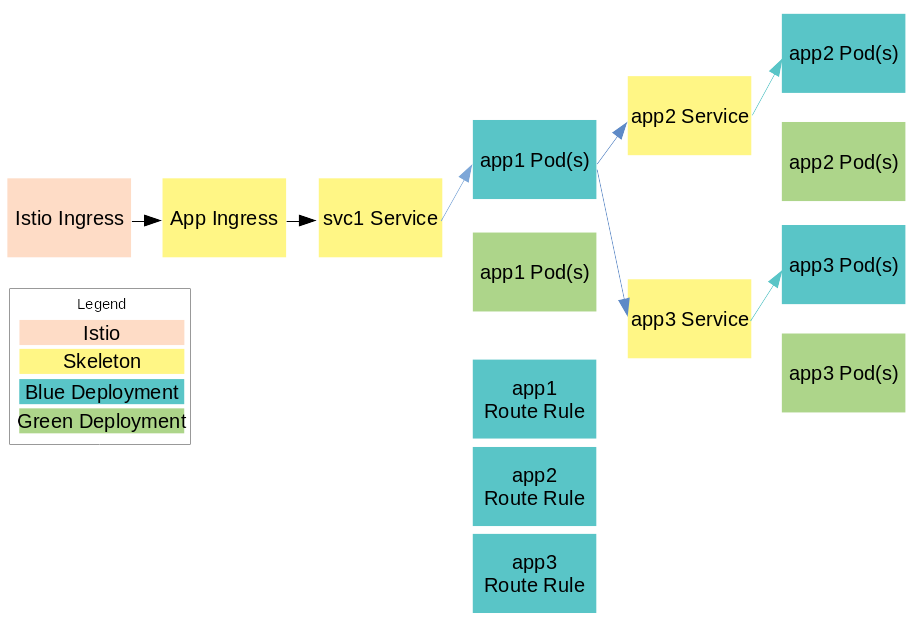 app2 Pod(s)
app2 Service
app1 Pod(s)
app2 Pod(s)
Istio Ingress
App Ingress
svc1 Service
app1 Pod(s)
app3 Pod(s)
app3 Service
app3 Pod(s)
Legend
Istio
Skeleton
Blue Deployment
Green Deployment
app1
Route Rule
app2
Route Rule
app3
Route Rule